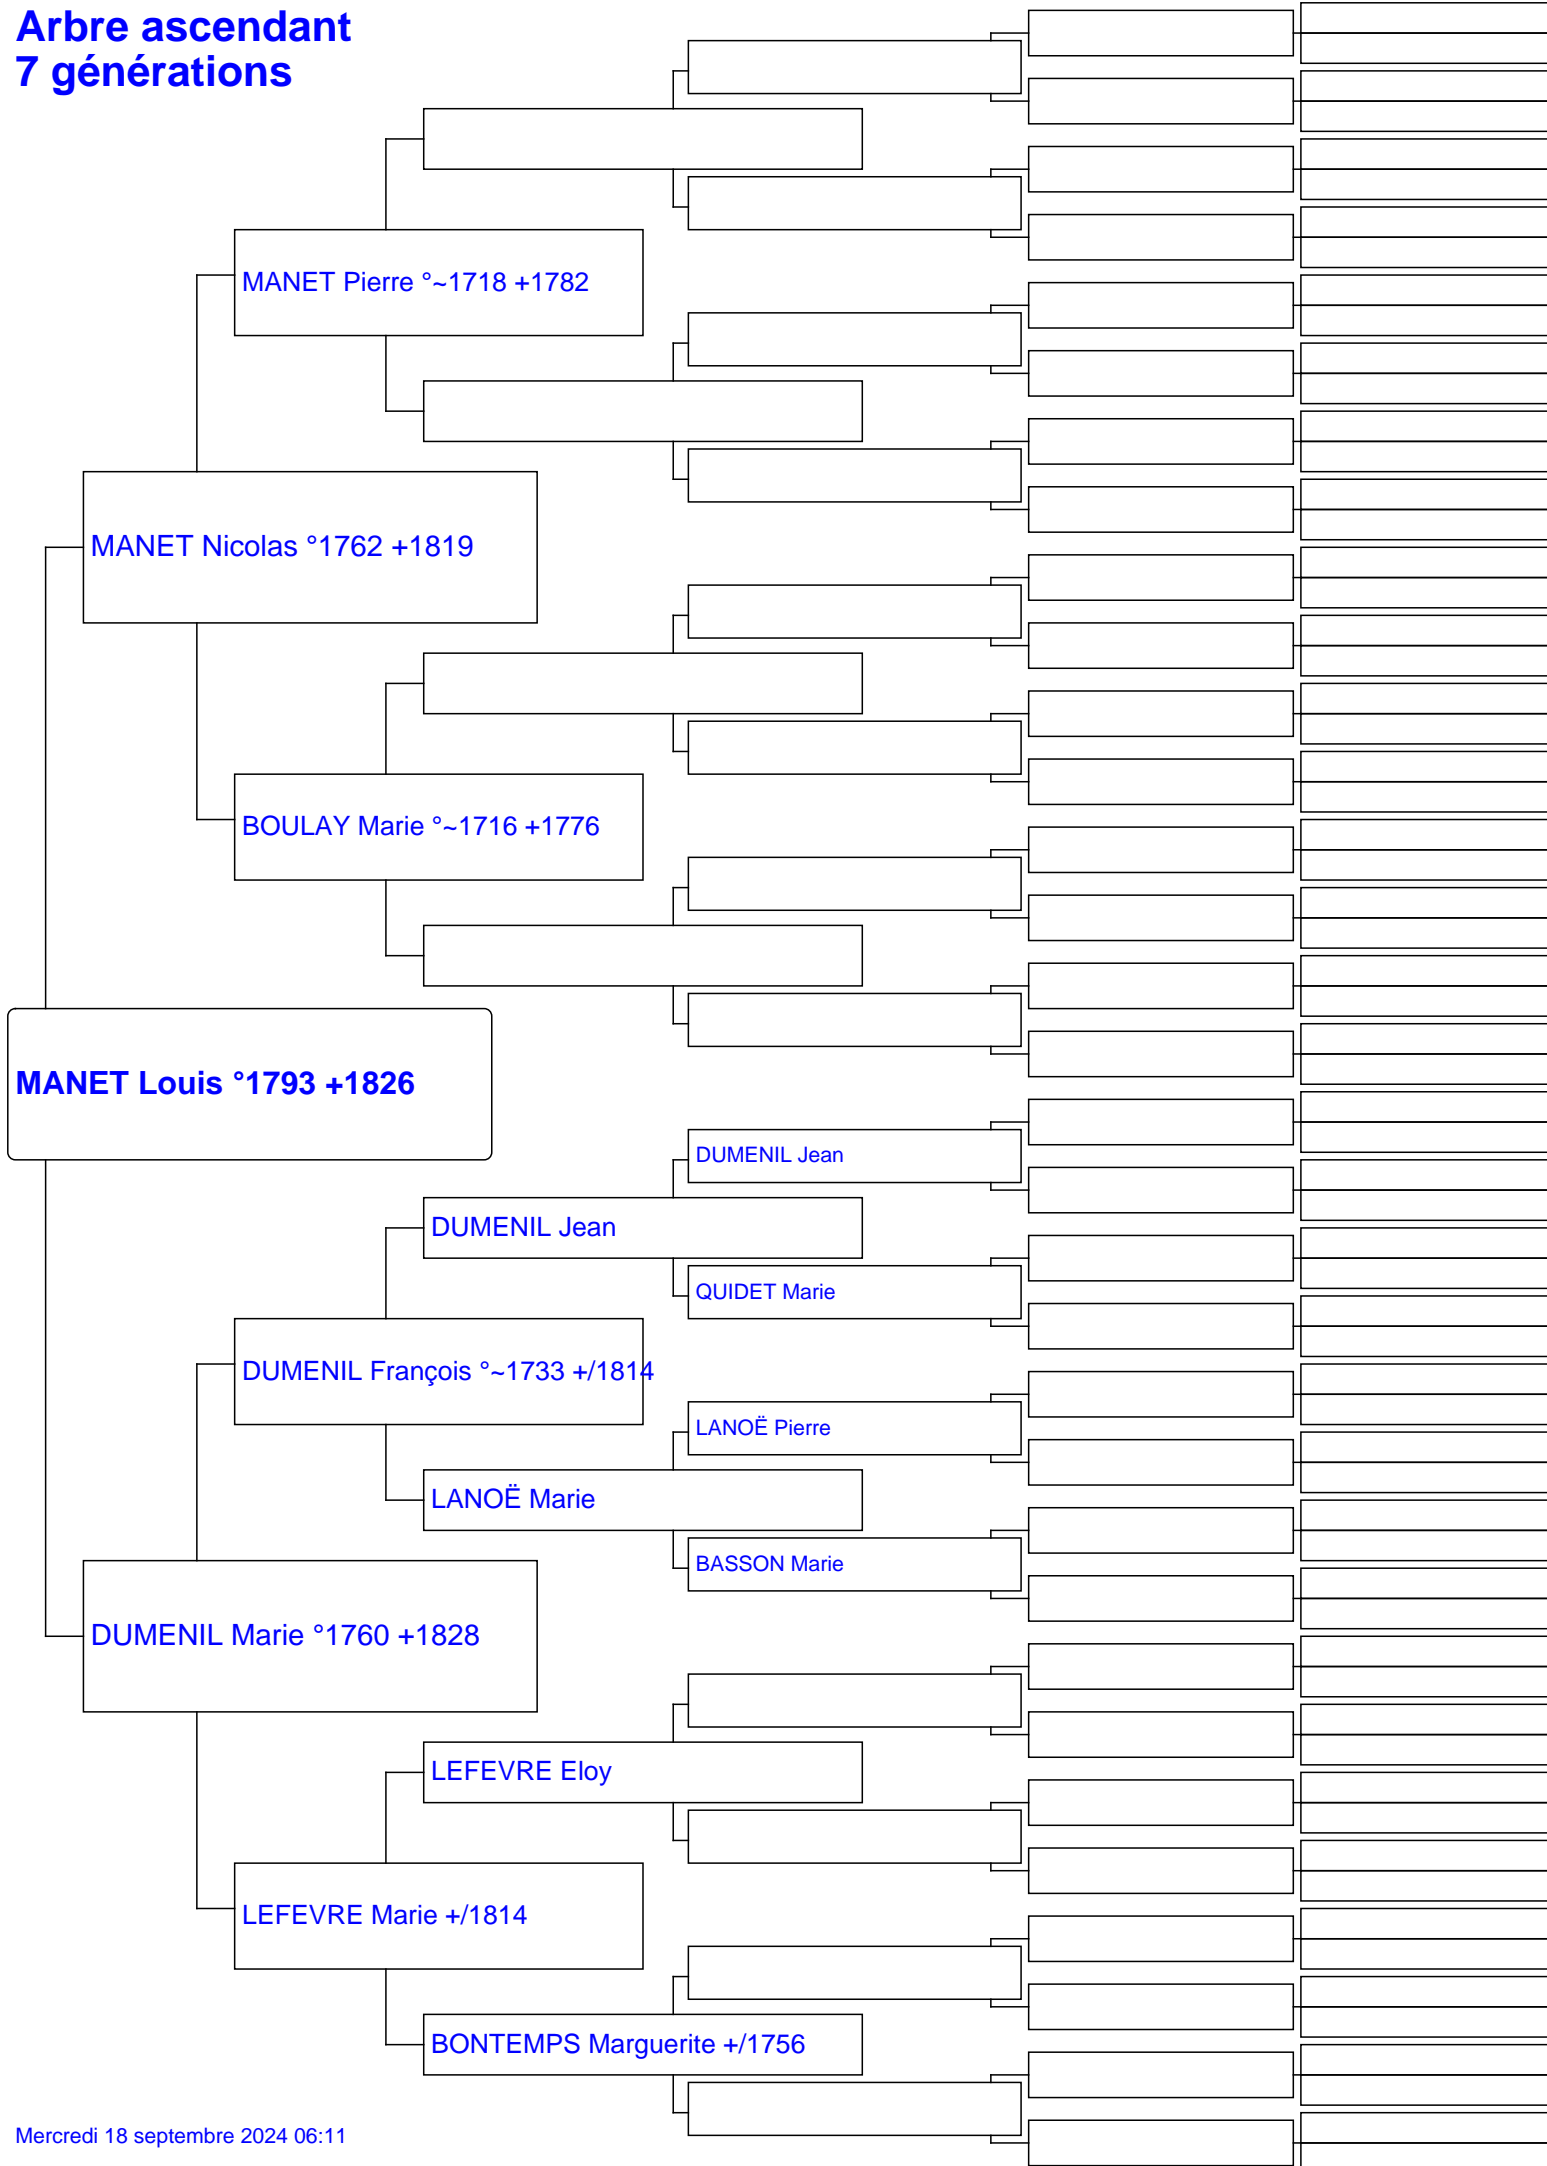 Arbre ascendant
7 générations
MANET Pierre °~1718 +1782
MANET Nicolas °1762 +1819
BOULAY Marie °~1716 +1776
MANET Louis °1793 +1826
DUMENIL Jean
DUMENIL Jean
QUIDET Marie
DUMENIL François °~1733 +/1814
LANOË Pierre
LANOË Marie
BASSON Marie
DUMENIL Marie °1760 +1828
LEFEVRE Eloy
LEFEVRE Marie +/1814
BONTEMPS Marguerite +/1756
Mercredi 18 septembre 2024 06:11